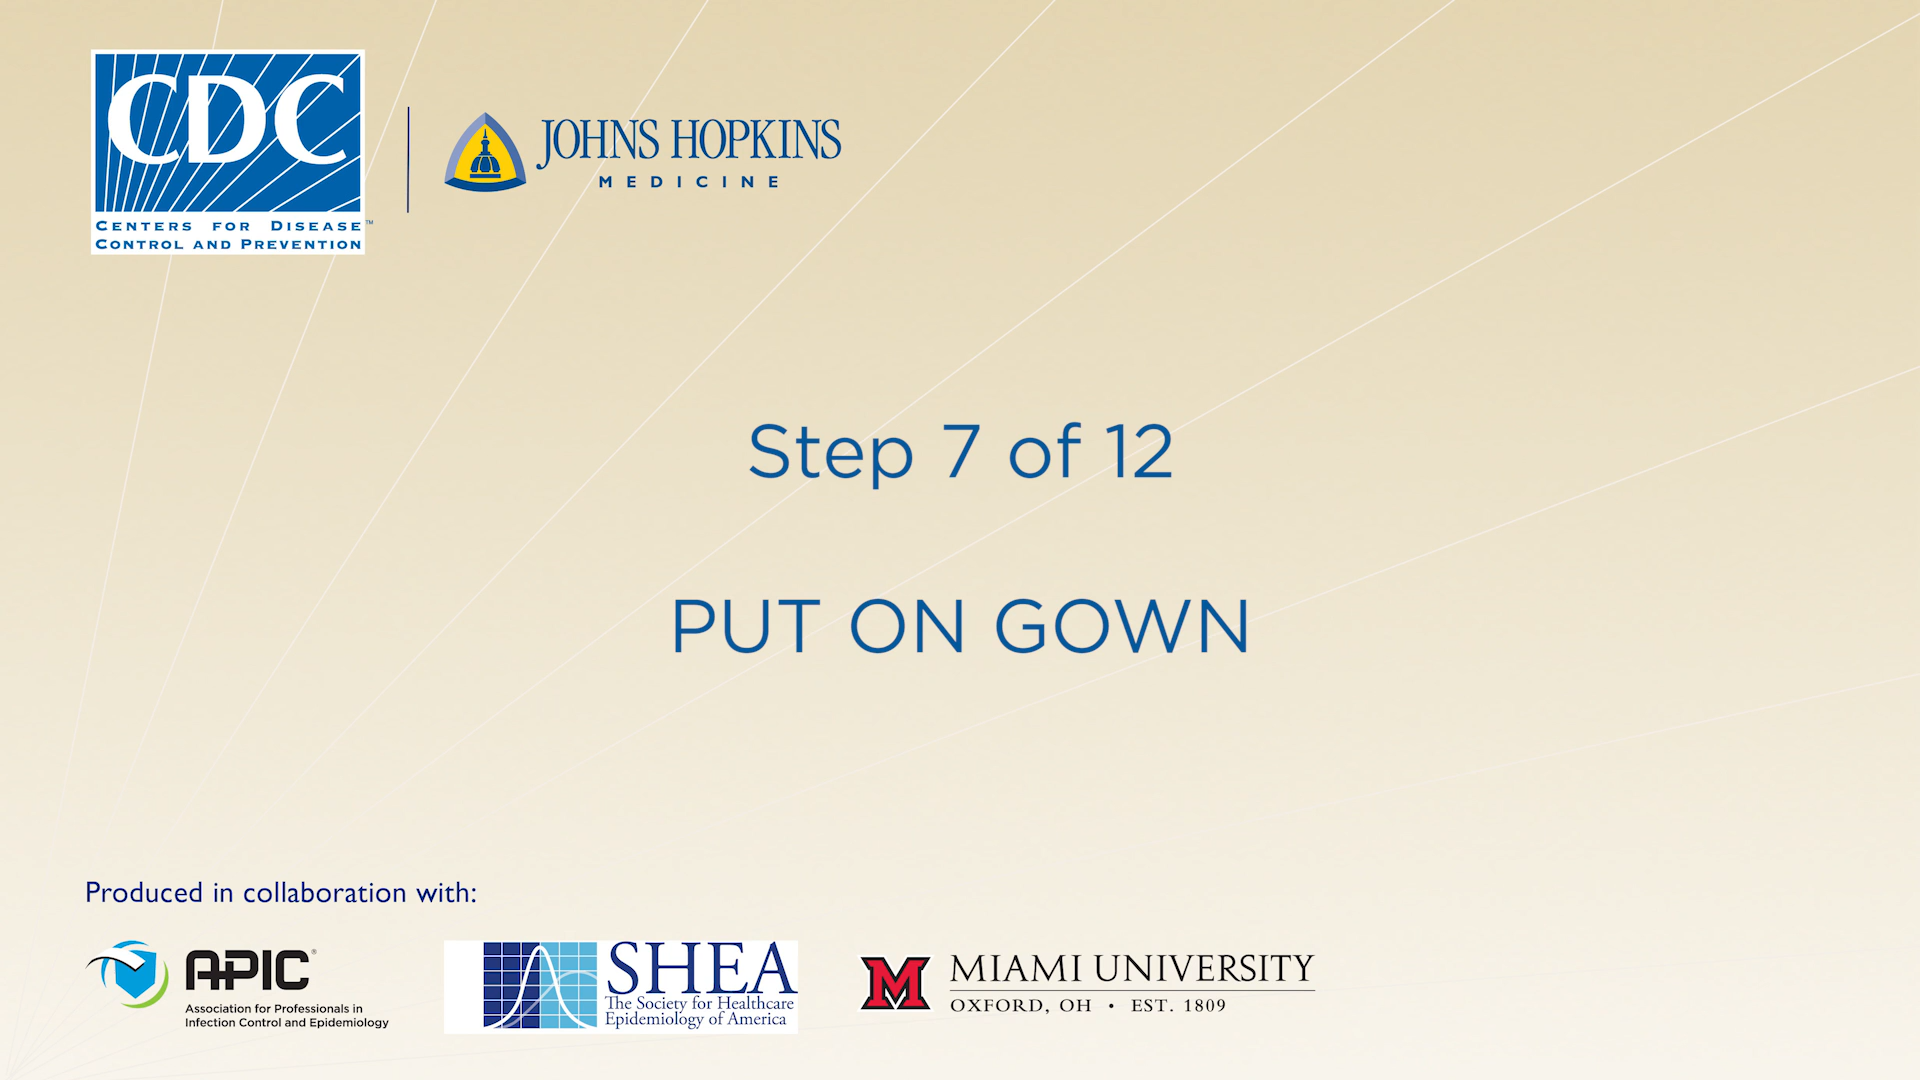 CDC
CENTERS FOR DISEASE™
CONTROL AND PREVENTION
JOHNS HOPKINS
MEDICINE
Step 7 of 12
PUT ON GOWN
Produced in collaboration with:
APIC®
Association for Professionals in
Infection Control and Epidemiology
SHEA
The Society for Healthcare
Epidemiology of America
M
MIAMI UNIVERSITY
OXFORD, OH • EST. 1809